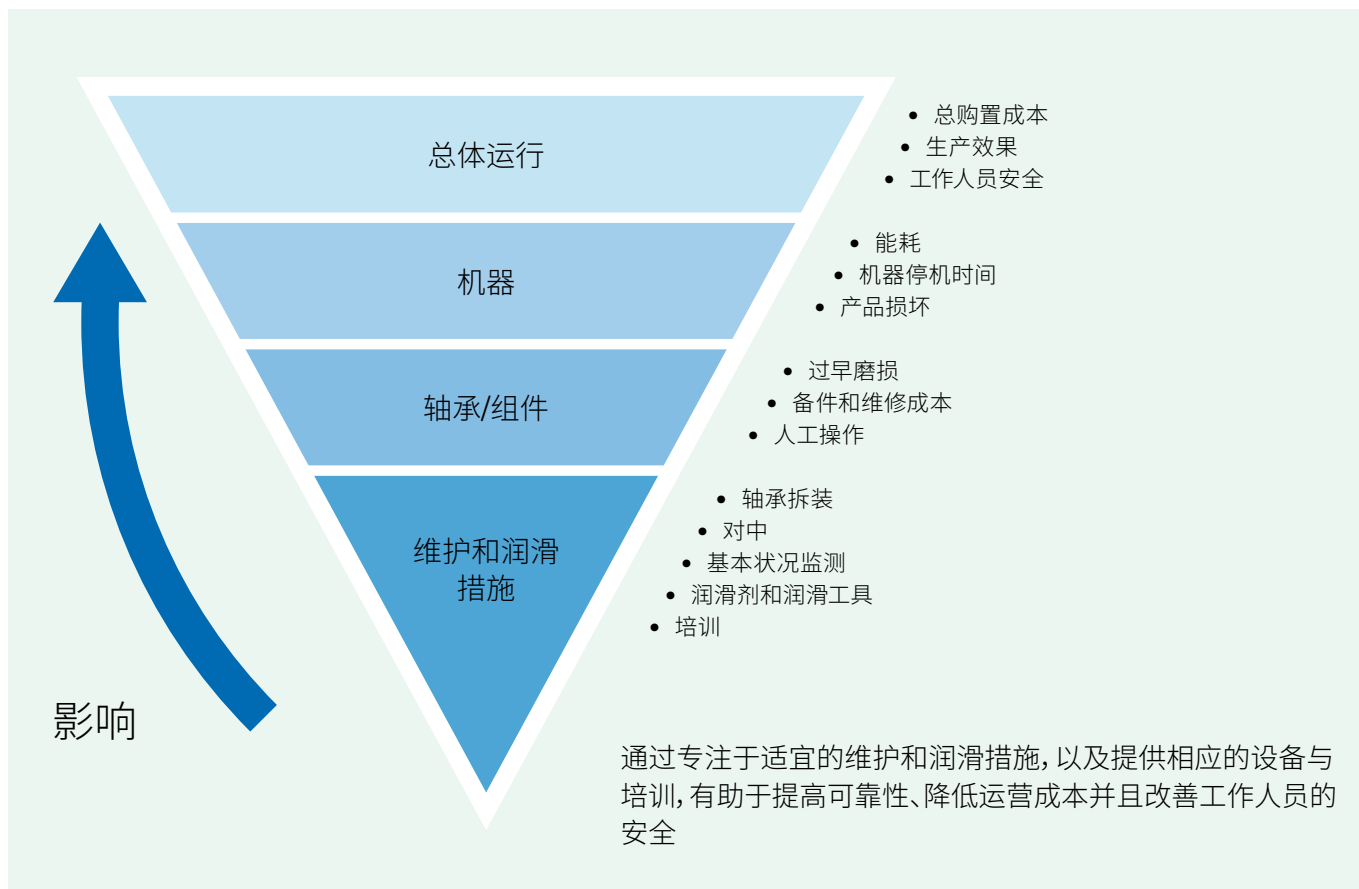 总体运行
• 总购置成本
• 生产效果
• 工作人员安全
机器
• 能耗
• 机器停机时间
• 产品损坏
轴承/组件
• 过早磨损
• 备件和维修成本
• 人工操作
维护和润滑
措施
• 轴承拆装
• 对中
• 基本状况监测
• 润滑剂和润滑工具
• 培训
影响
通过专注于适宜的维护和润滑措施，以及提供相应的设备与
培训，有助于提高可靠性、降低运营成本并且改善工作人员的
安全